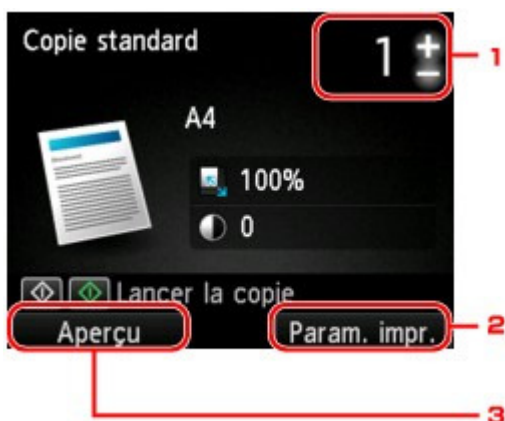 Copie standard
1 + −
1
A4
100%
0
Lancer la copie
Aperçu
Param. impr.
2
3